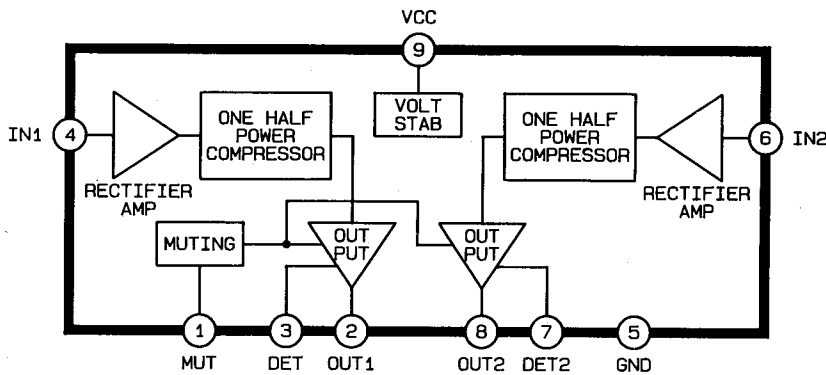 VCC
9
IN1
4
ONE HALF
POWER
COMPRESSOR
VOLT
STAB
ONE HALF
POWER
COMPRESSOR
6
IN2
RECTIFIER
AMP
RECTIFIER
AMP
MUTING
OUT
PUT
OUT
PUT
1
3
2
8
7
5
MUT
DET
OUT1
OUT2
DET2
GND